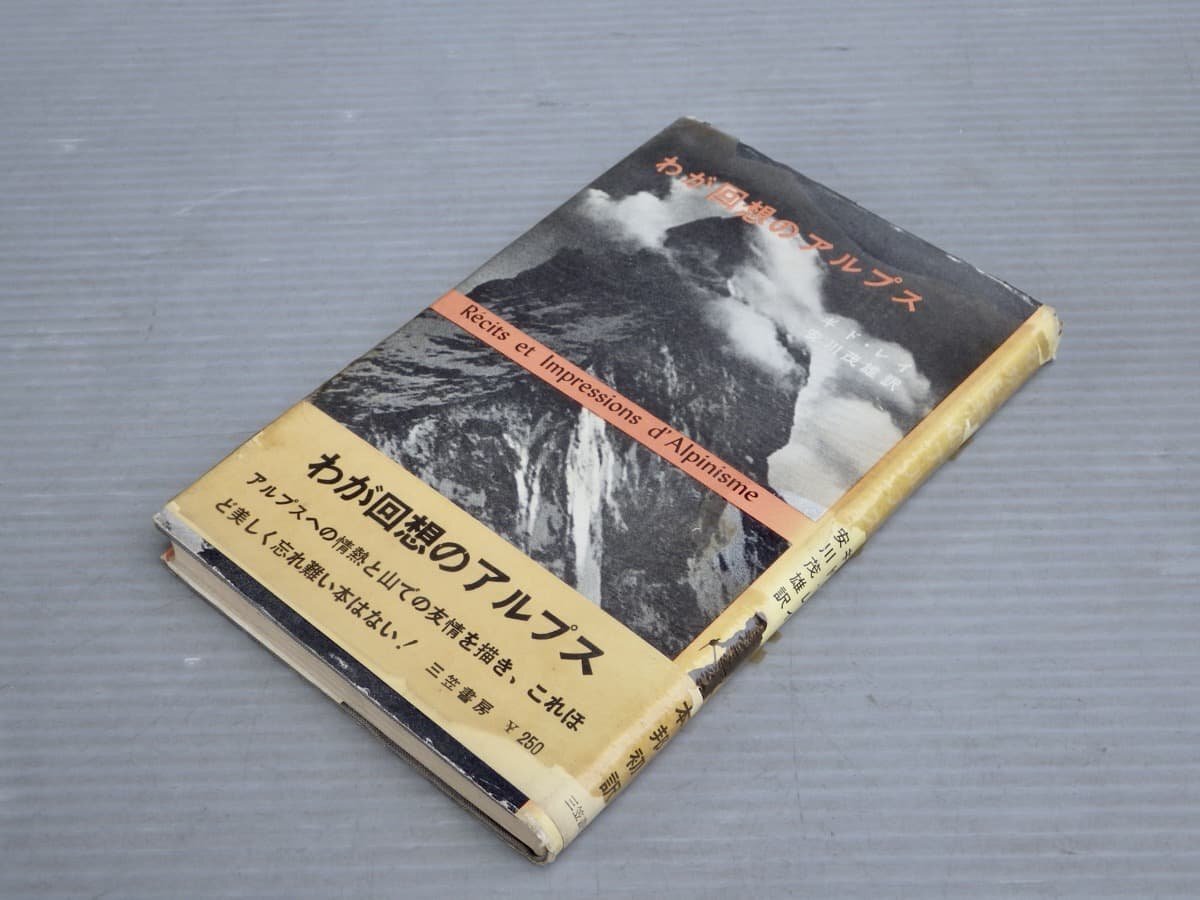 わが回想のアルプス
ギド・レイ
安川茂雄訳
Récits et Impressions d'Alpinisme
わが回想のアルプス
アルプスへの情熱と山での友情を描き、これほ
ど美しく忘れ難い本はない!
三笠書房 ¥250
安川茂雄訳
本邦初訳
三笠